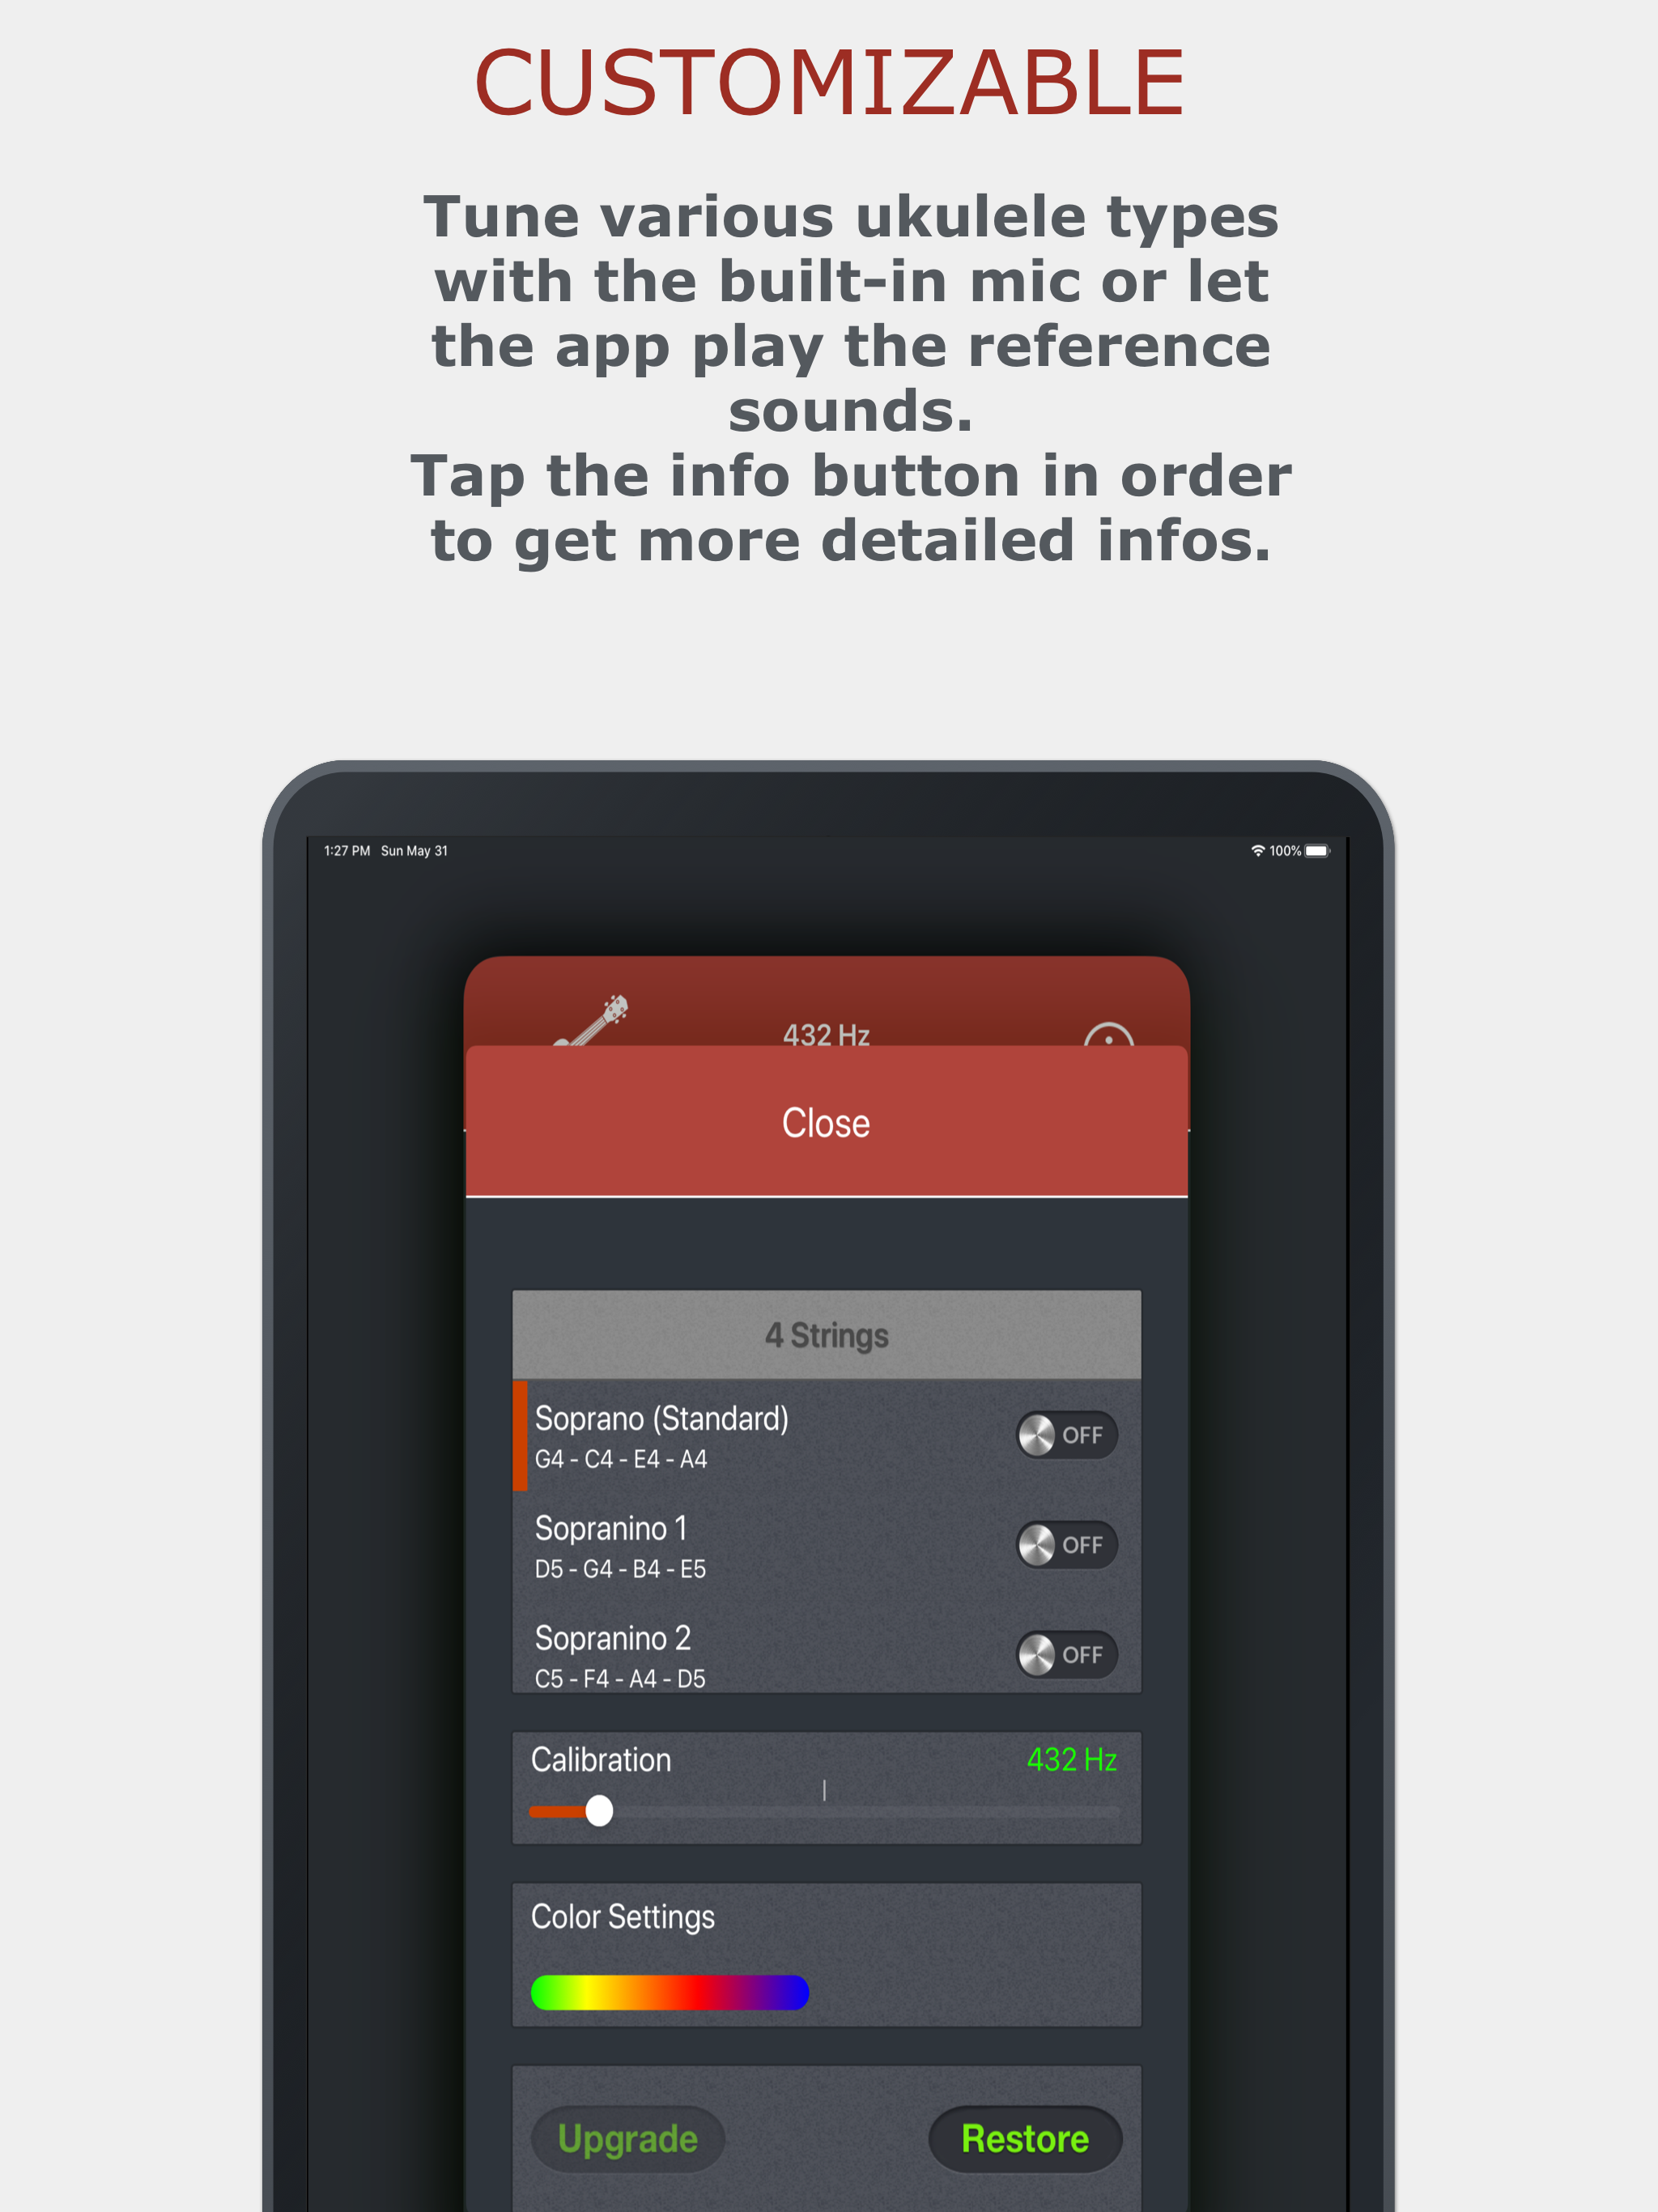 CUSTOMIZABLE
Tune various ukulele types
with the built-in mic or let
the app play the reference
sounds.
Tap the info button in order
to get more detailed infos.
1:27 PM Sun May 31
100%
432 Hz
Close
4 Strings
Soprano (Standard)
OFF
G4 - C4 - E4 - A4
Sopranino 1
OFF
D5 - G4 - B4 - E5
Sopranino 2
OFF
C5 - F4 - A4 - D5
Calibration 432 Hz
Color Settings
Upgrade Restore